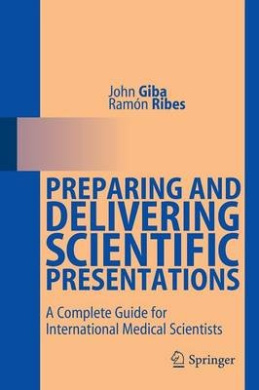 John Giba
Ramón Ribes
PREPARING AND
DELIVERING
SCIENTIFIC
PRESENTATIONS
A Complete Guide for
International Medical Scientists
Springer